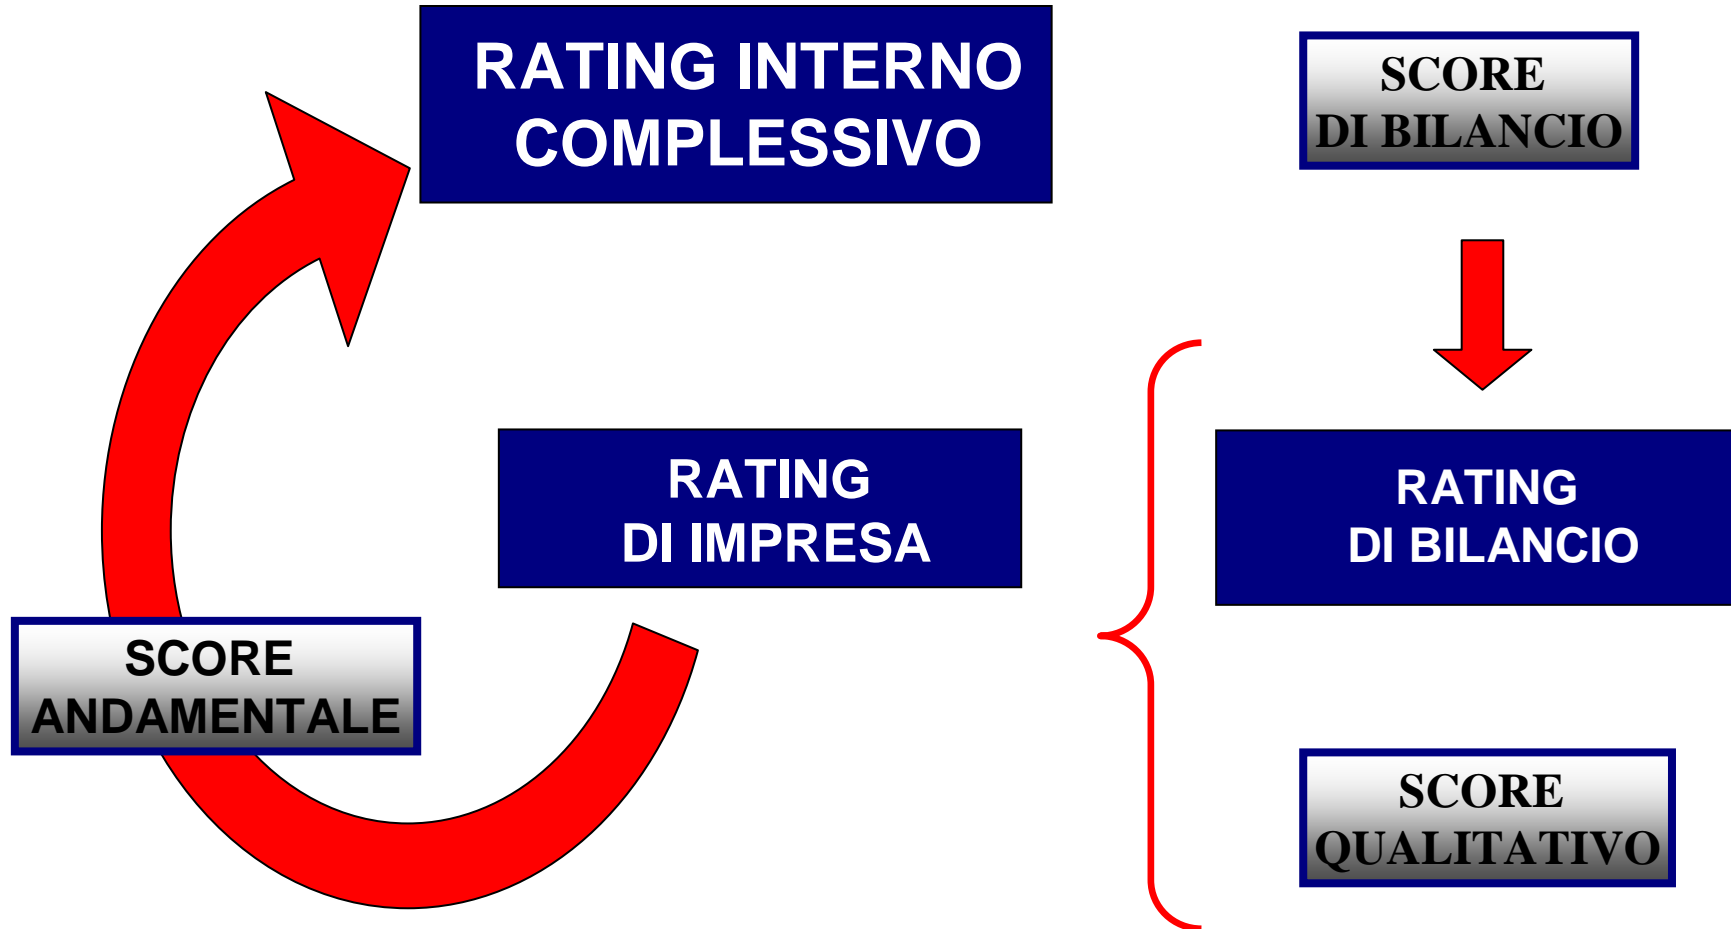 RATING INTERNO
COMPLESSIVO
SCORE
DI BILANCIO
RATING
DI IMPRESA
RATING
DI BILANCIO
SCORE
ANDAMENTALE
SCORE
QUALITATIVO